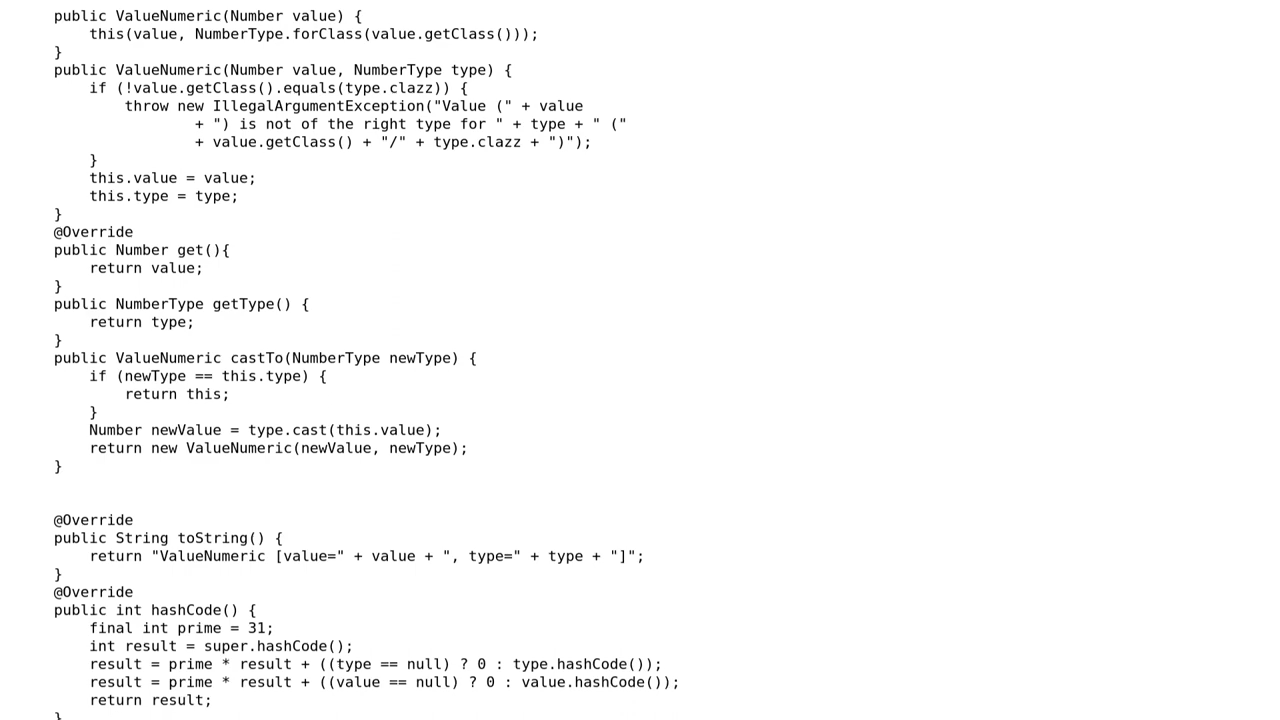 public ValueNumeric(Number value) {
    this(value, NumberType.forClass(value.getClass()));
}
public ValueNumeric(Number value, NumberType type) {
    if (!value.getClass().equals(type.clazz)) {
        throw new IllegalArgumentException("Value (" + value
                + ") is not of the right type for " + type + " ("
                + value.getClass() + "/" + type.clazz + ")");
    }
    this.value = value;
    this.type = type;
}
@Override
public Number get(){
    return value;
}
public NumberType getType() {
    return type;
}
public ValueNumeric castTo(NumberType newType) {
    if (newType == this.type) {
        return this;
    }
    Number newValue = type.cast(this.value);
    return new ValueNumeric(newValue, newType);
}
@Override
public String toString() {
    return "ValueNumeric [value=" + value + ", type=" + type + "]";
}
@Override
public int hashCode() {
    final int prime = 31;
    int result = super.hashCode();
    result = prime * result + ((type == null) ? 0 : type.hashCode());
    result = prime * result + ((value == null) ? 0 : value.hashCode());
    return result;
}